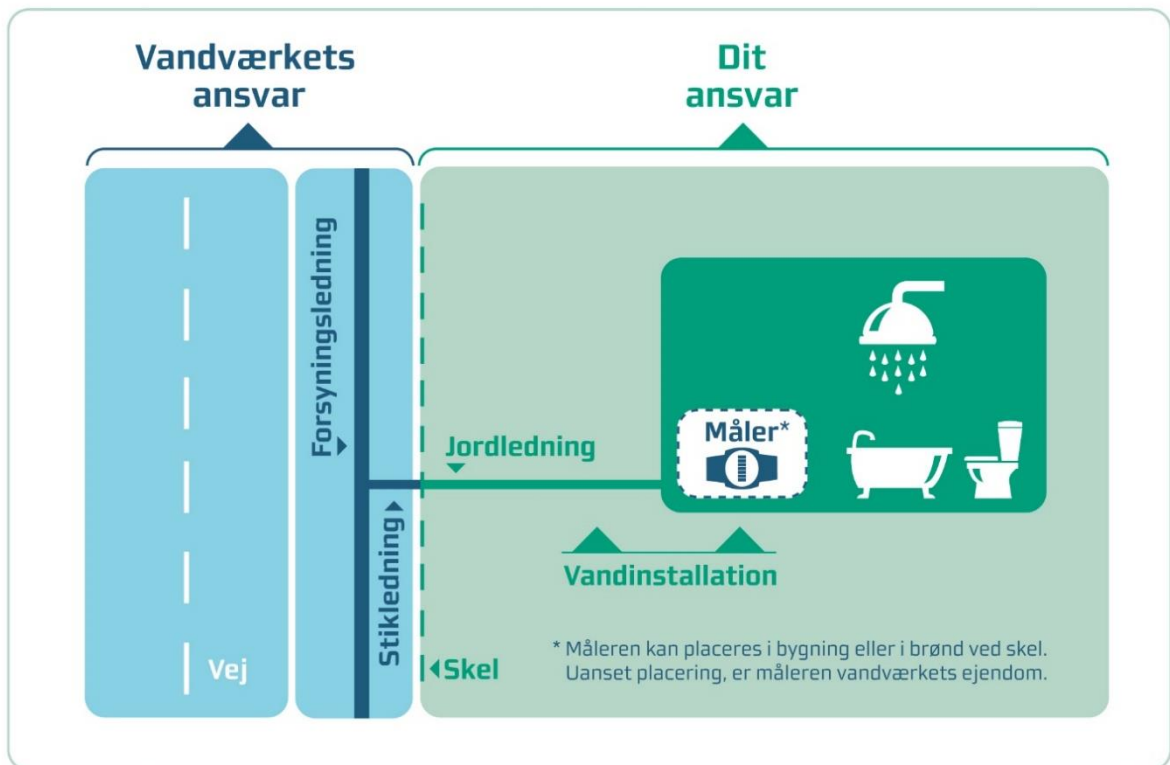 Vandværkets
ansvar
Dit
ansvar
Forsyningsledning
Jordledning
Måler*
Stikledning
Vandinstallation
Vej
Skel
* Måleren kan placeres i bygning eller i brønd ved skel.
Uanset placering, er måleren vandværkets ejendom.